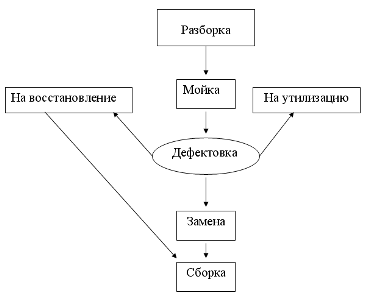 Разборка
Мойка
На восстановление
На утилизацию
Дефектовка
Замена
Сборка